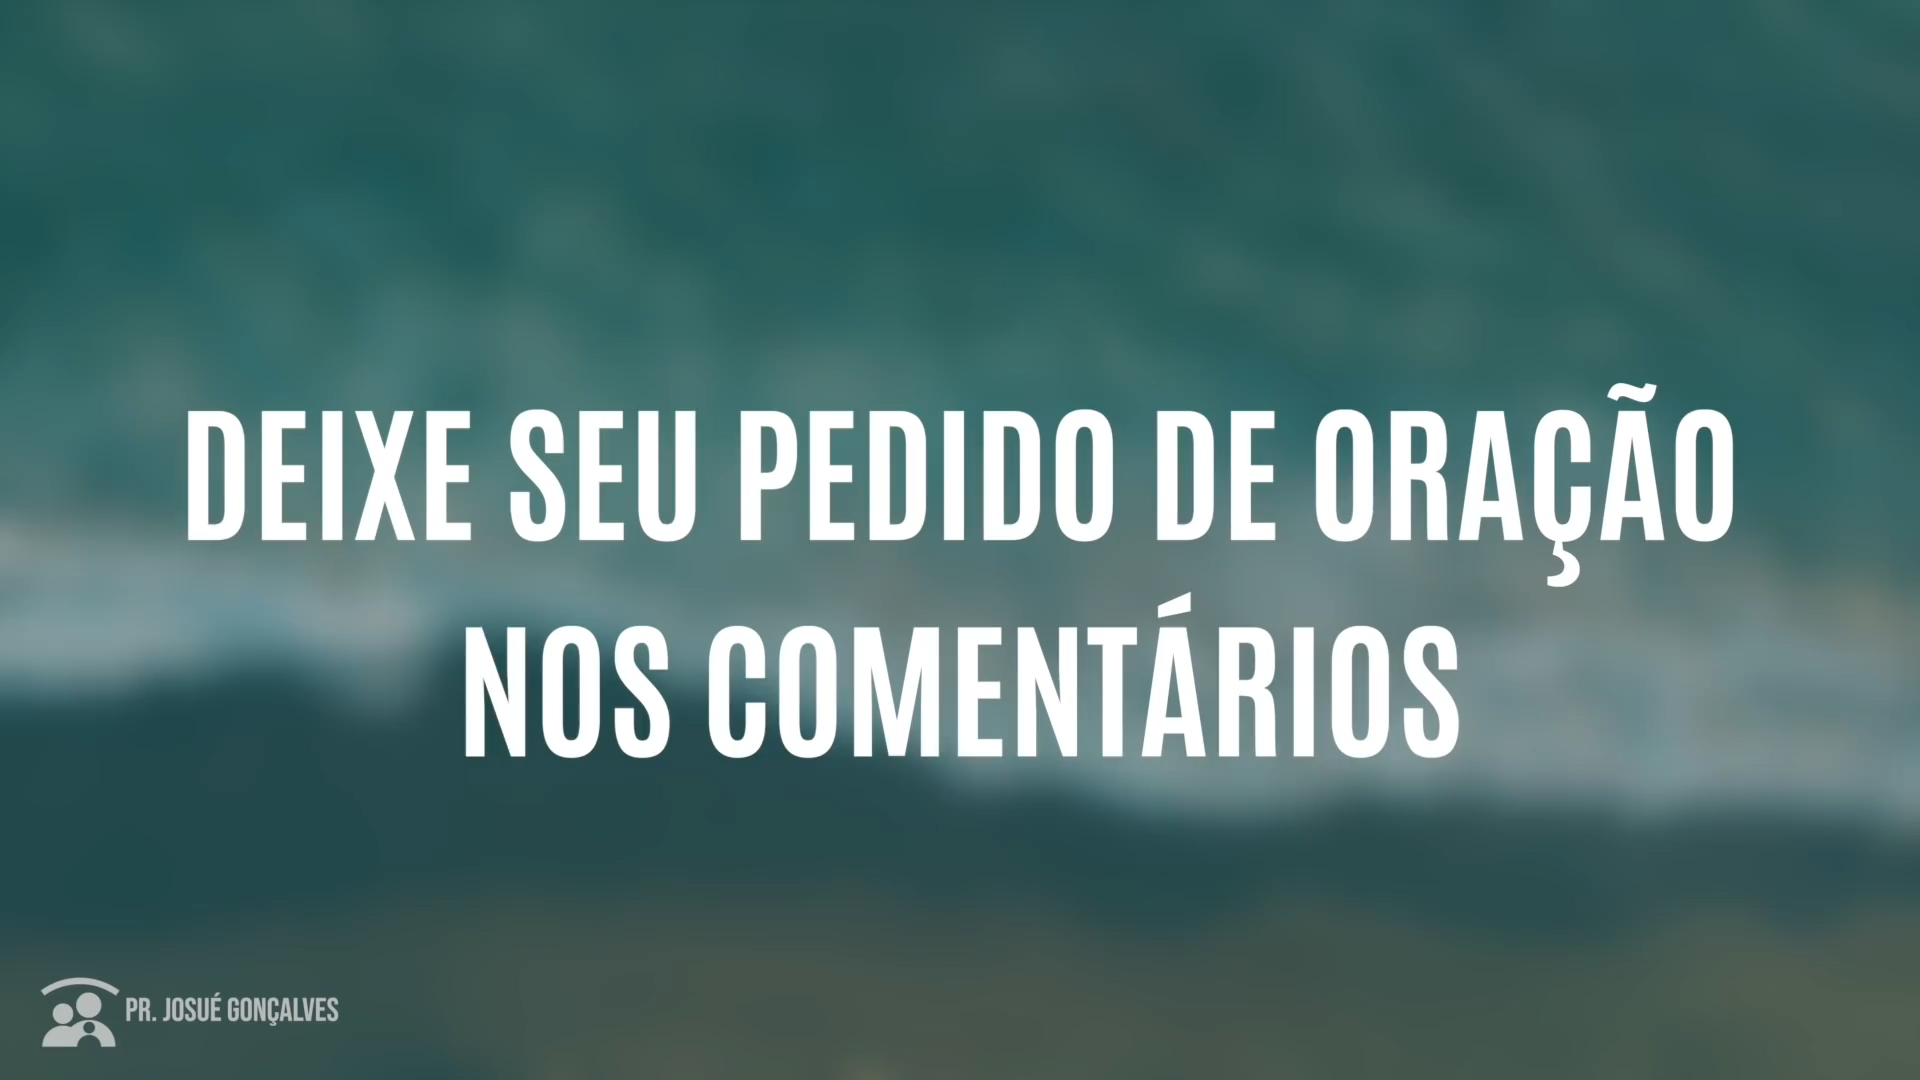 DEIXE SEU PEDIDO DE ORAÇÃO
NOS COMENTÁRIOS
PR. JOSUÉ GONÇALVES